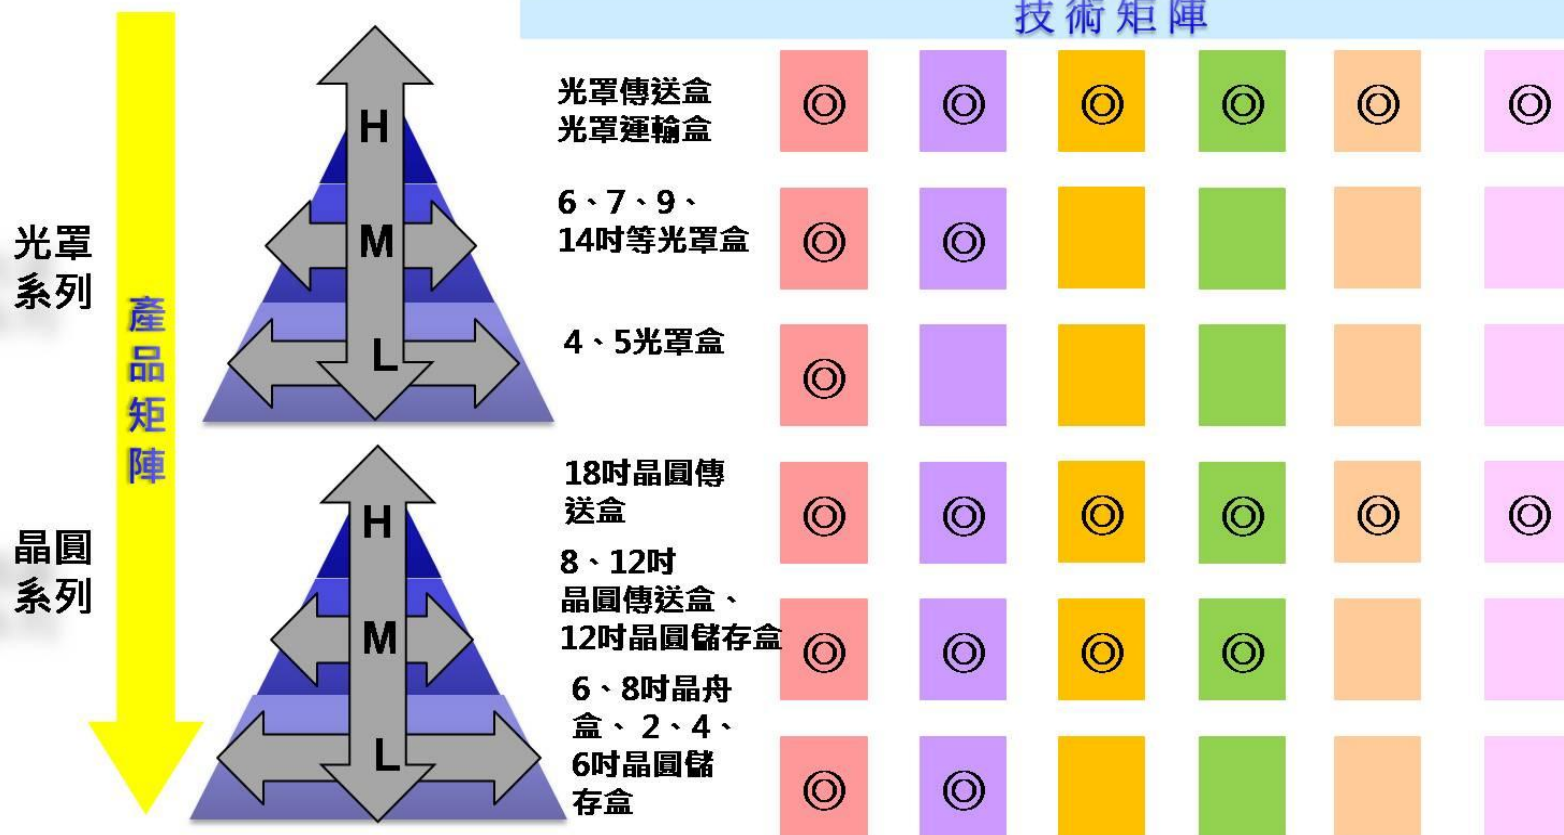 技術矩陣
光罩傳送盒
光罩運輸盒
◎ ◎ ◎ ◎ ◎ ◎
6、7、9、
14吋等光罩盒
◎ ◎
4、5光罩盒
◎
H
M
L
光罩
系列
產品矩陣
18吋晶圓傳
送盒
◎ ◎ ◎ ◎ ◎ ◎
8、12吋
晶圓傳送盒、
12吋晶圓儲存盒
◎ ◎ ◎ ◎
6、8吋晶舟
盒、2、4、
6吋晶圓儲
存盒
◎ ◎
H
M
L
晶圓
系列